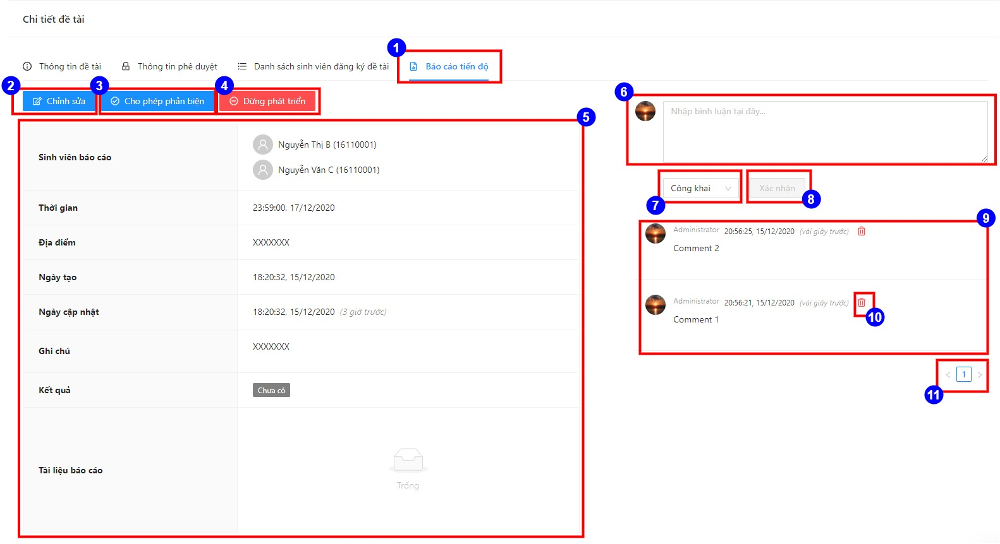 Chi tiết đề tài
1
Thông tin đề tài Thông tin phê duyệt Danh sách sinh viên đăng ký đề tài Báo cáo tiến độ
2 3 4
Chỉnh sửa Cho phép phản biện Dừng phát triển
5
Sinh viên báo cáo
Nguyễn Thị B (16110001)
Nguyễn Văn C (16110001)
Thời gian 23:59:00, 17/12/2020
Địa điểm XXXXXXX
Ngày tạo 18:20:32, 15/12/2020
Ngày cập nhật 18:20:32, 15/12/2020 (3 giờ trước)
Ghi chú XXXXXXX
Kết quả Chưa có
Tài liệu báo cáo
Trống
6
Nhập bình luận tại đây...
Công khai Xác nhận
7 8
9
Administrator 20:56:25, 15/12/2020 (vài giây trước)
Comment 2
Administrator 20:56:21, 15/12/2020 (vài giây trước)
10
Comment 1
< 1 >
11